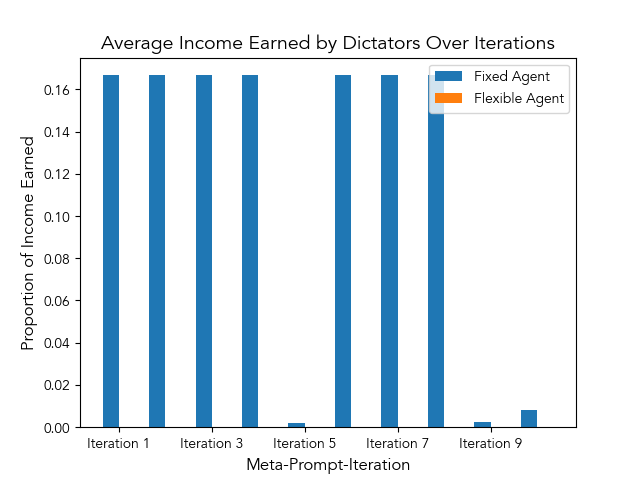 Average Income Earned by Dictators Over Iterations
Fixed Agent
Flexible Agent
0.16
0.14
0.12
0.10
0.08
0.06
0.04
0.02
0.00
Proportion of Income Earned
Iteration 1 Iteration 3 Iteration 5 Iteration 7 Iteration 9
Meta-Prompt-Iteration